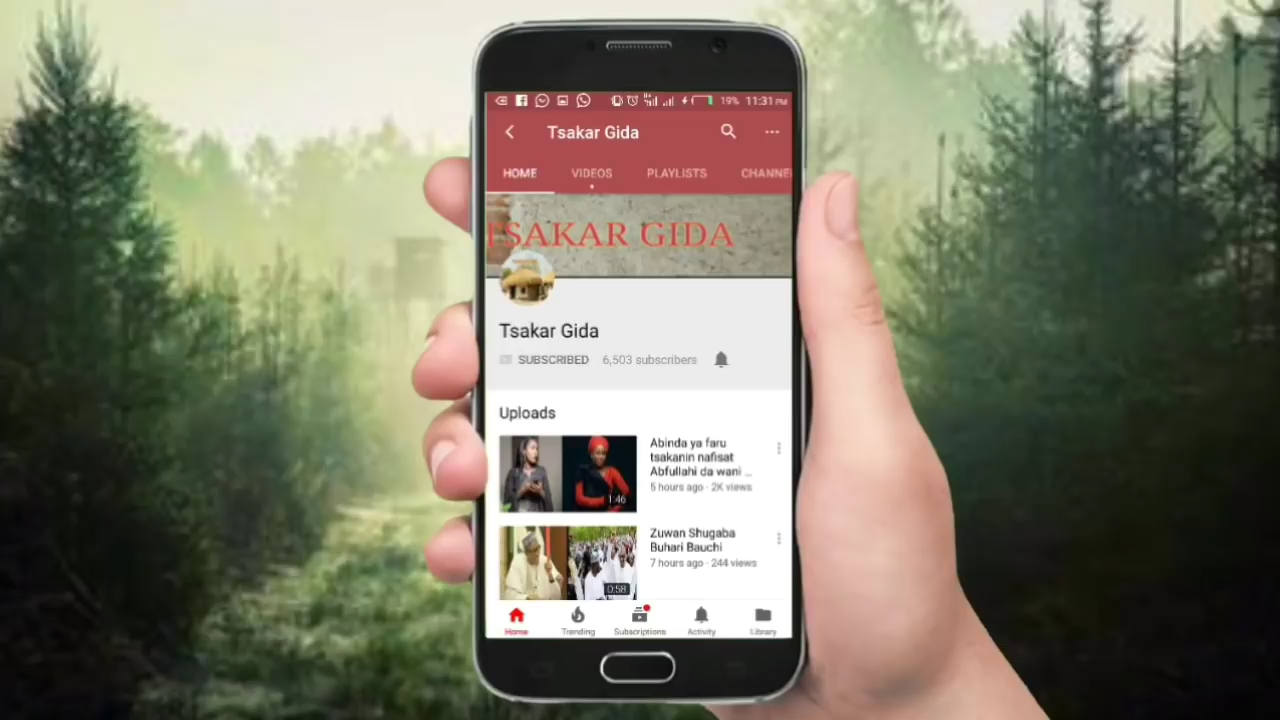 19% 11:31 PM
Tsakar Gida
HOME VIDEOS PLAYLISTS CHANNE
TSAKAR GIDA
Tsakar Gida
SUBSCRIBED 6,503 subscribers
Uploads
Abinda ya faru
tsakanin nafisat
Abfullahi da wani ...
5 hours ago · 2K views
1:46
Zuwan Shugaba
Buhari Bauchi
7 hours ago · 244 views
0:58
Home Trending Subscriptions Activity Library